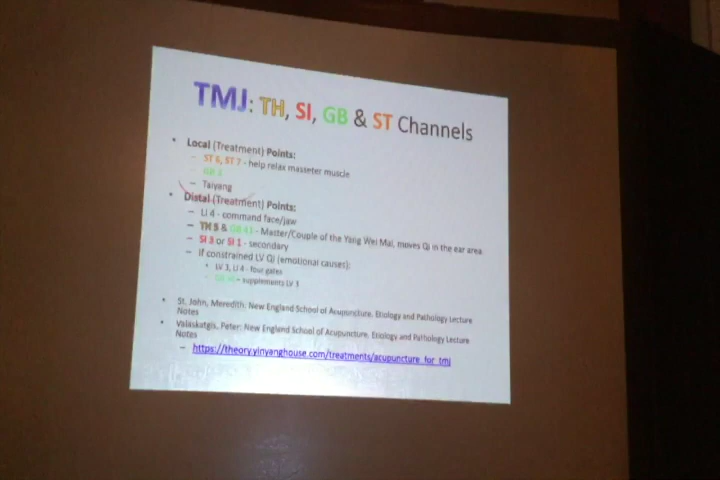 TMJ: TH, SI, GB & ST Channels
• Local (Treatment) Points:
– ST 6, ST 7 - help relax masseter muscle
– Taiyang
• Distal (Treatment) Points:
– LI 4 - command face/jaw
– TH 5 & GB 41 - Master/Couple of the Yang Wei Mai, moves Qi in the ear area
– SI 3 or SI 1 - secondary
– If constrained LV Qi (emotional causes):
• LV 3, LI 4 - four gates
supplements LV 3
• St. John, Meredith: New England School of Acupuncture, Etiology and Pathology Lecture
Notes
• Valaskatgis, Peter: New England School of Acupuncture, Etiology and Pathology Lecture
Notes
– https://theory.yinyanghouse.com/treatments/acupuncture_for_tmj